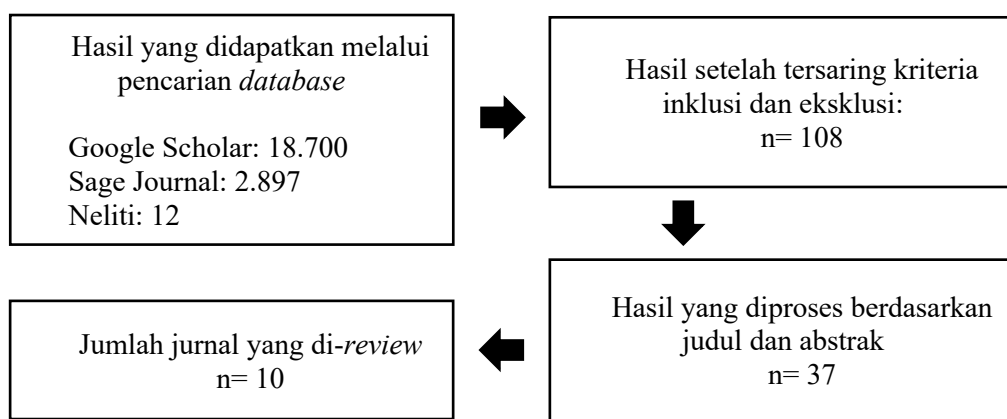 Hasil yang didapatkan melalui
pencarian database
Google Scholar: 18.700
Sage Journal: 2.897
Neliti: 12
Hasil setelah tersaring kriteria
inklusi dan eksklusi:
n= 108
Hasil yang diproses berdasarkan
judul dan abstrak
n= 37
Jumlah jurnal yang di-review
n= 10